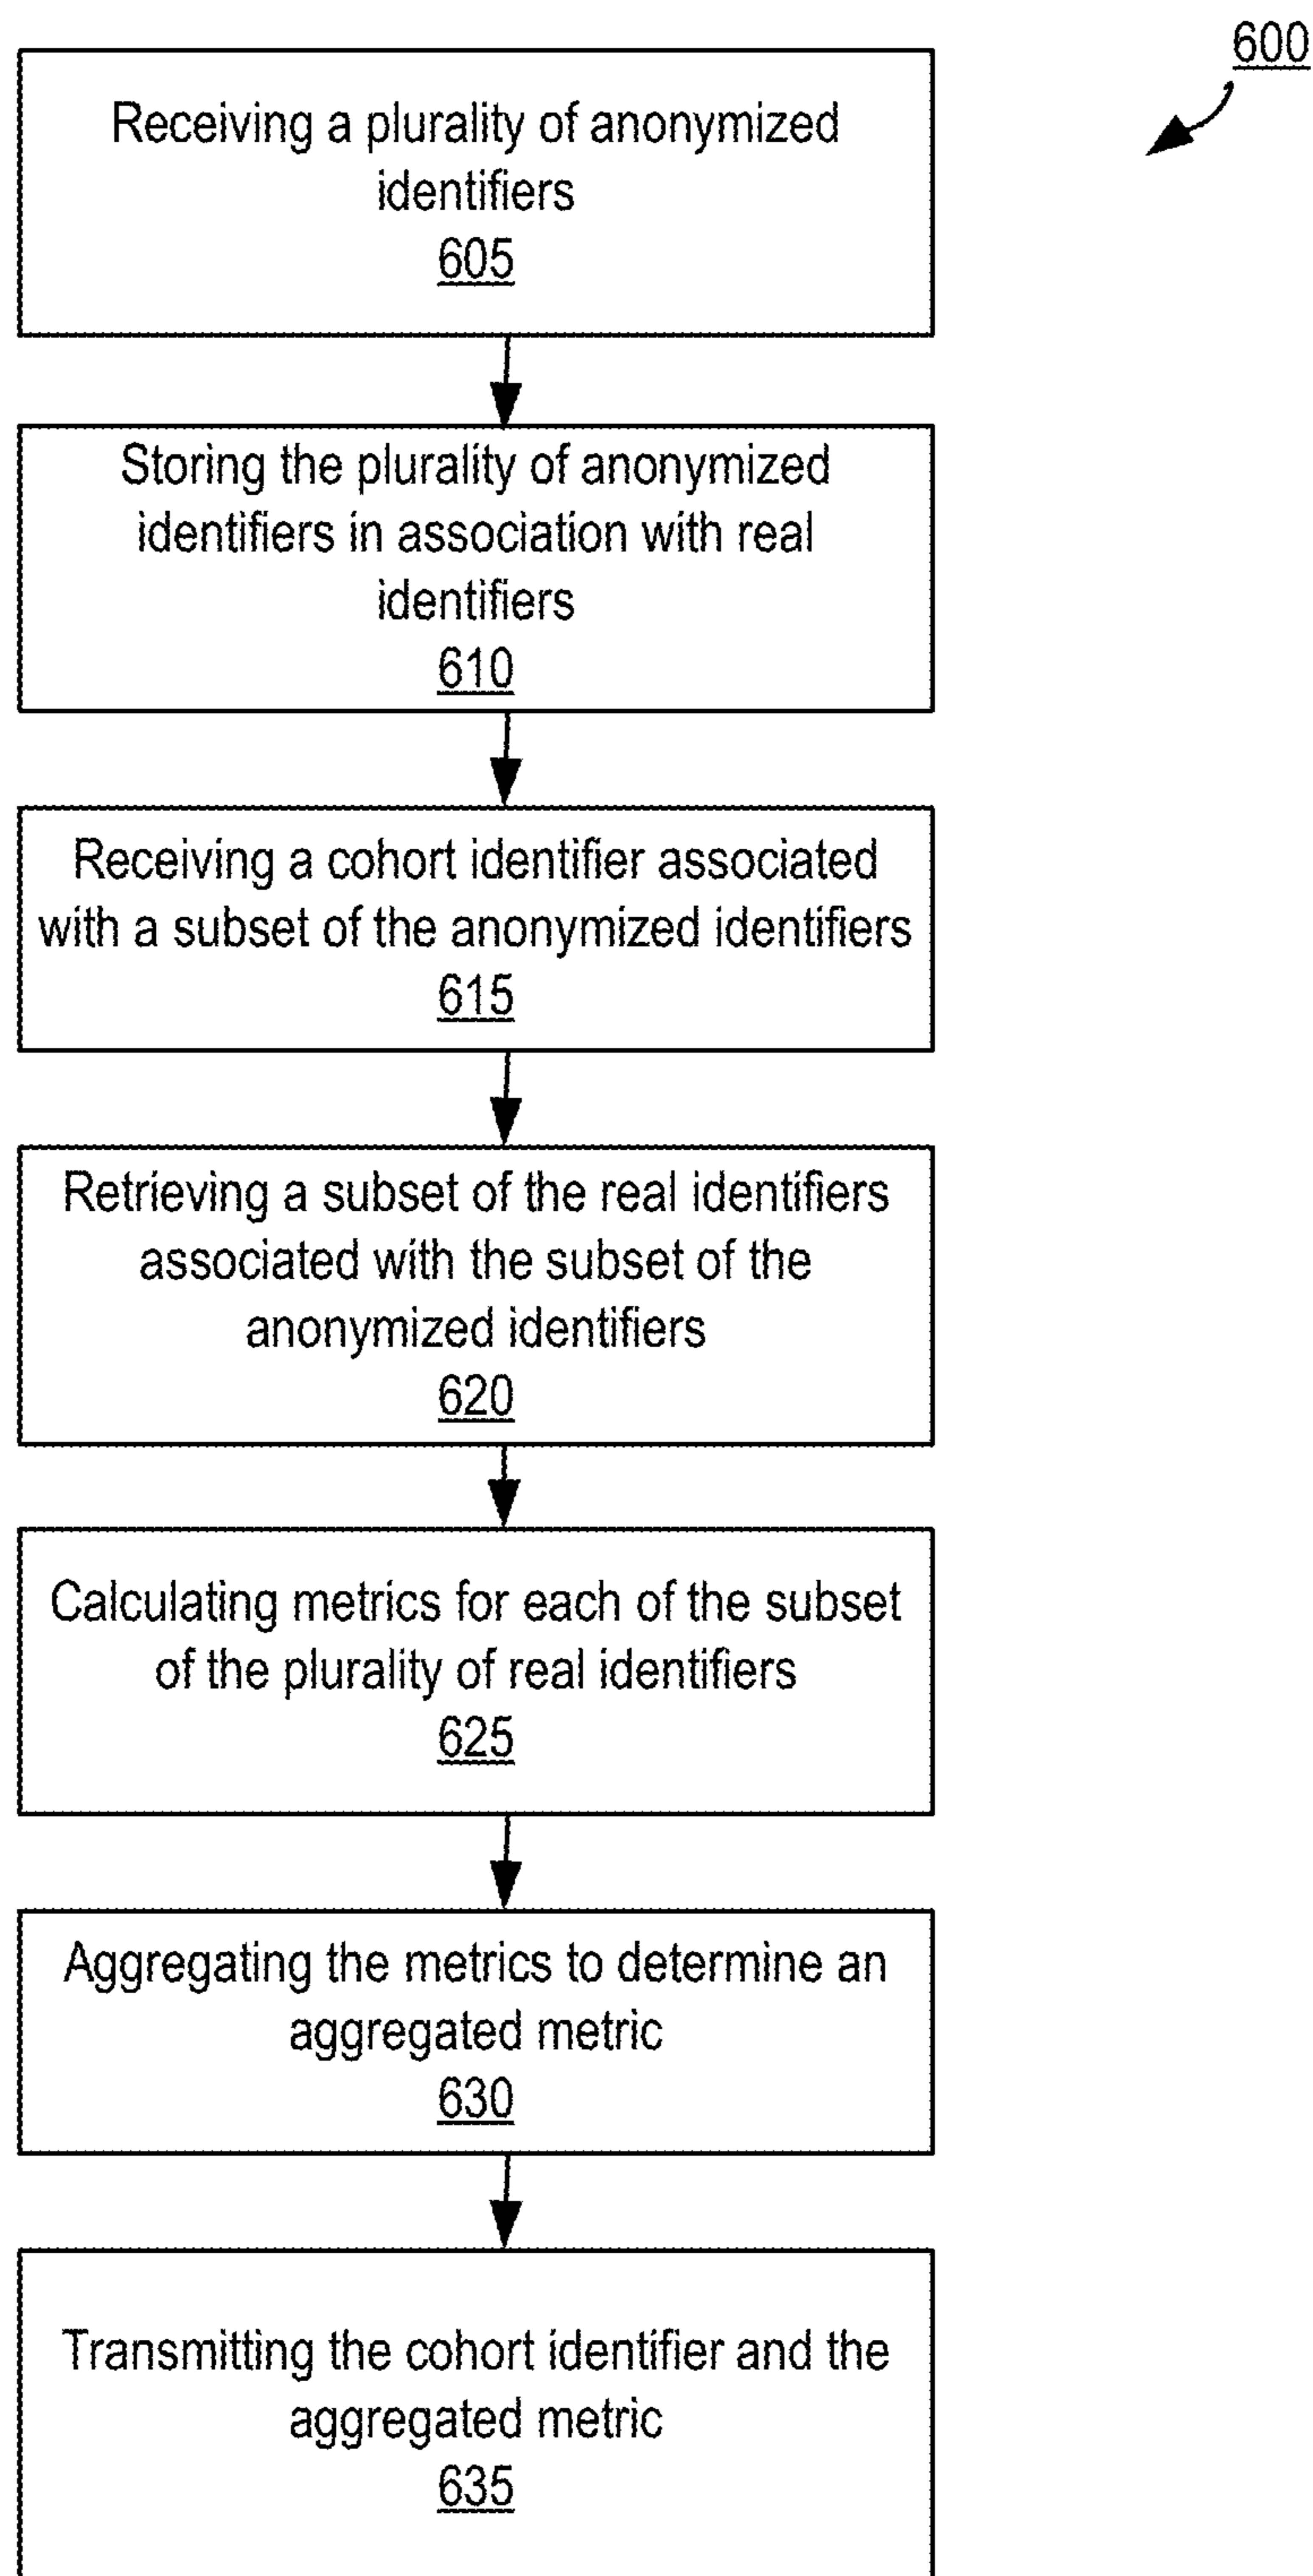 600
Receiving a plurality of anonymized
identifiers
605
Storing the plurality of anonymized
identifiers in association with real
identifiers
610
Receiving a cohort identifier associated
with a subset of the anonymized identifiers
615
Retrieving a subset of the real identifiers
associated with the subset of the
anonymized identifiers
620
Calculating metrics for each of the subset
of the plurality of real identifiers
625
Aggregating the metrics to determine an
aggregated metric
630
Transmitting the cohort identifier and the
aggregated metric
635